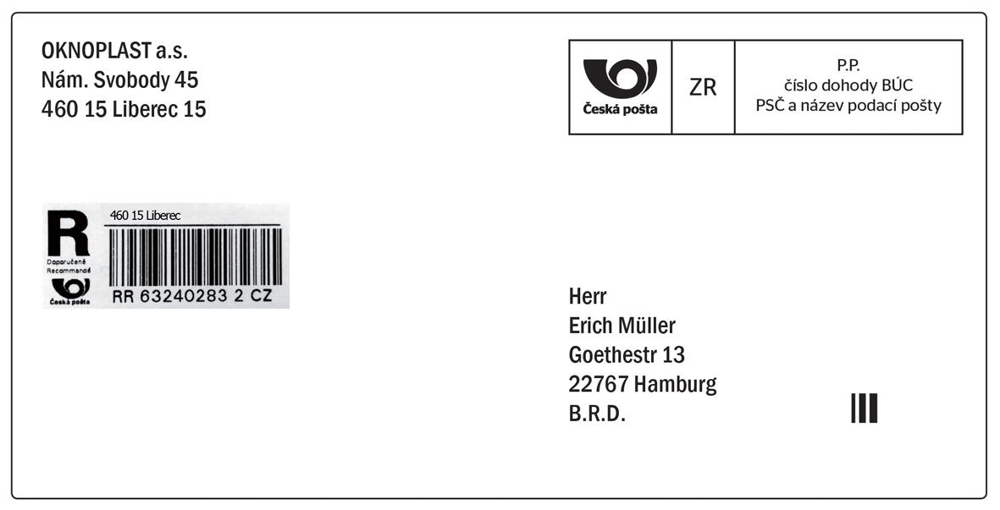 OKNOPLAST a.s.
Nám. Svobody 45
460 15 Liberec 15
Česká pošta
ZR
P.P.
číslo dohody BÚC
PSČ a název podací pošty
R
460 15 Liberec
Doporučeně
Recommandé
Česká pošta
RR 63240283 2 CZ
Herr
Erich Müller
Goethestr 13
22767 Hamburg
B.R.D.